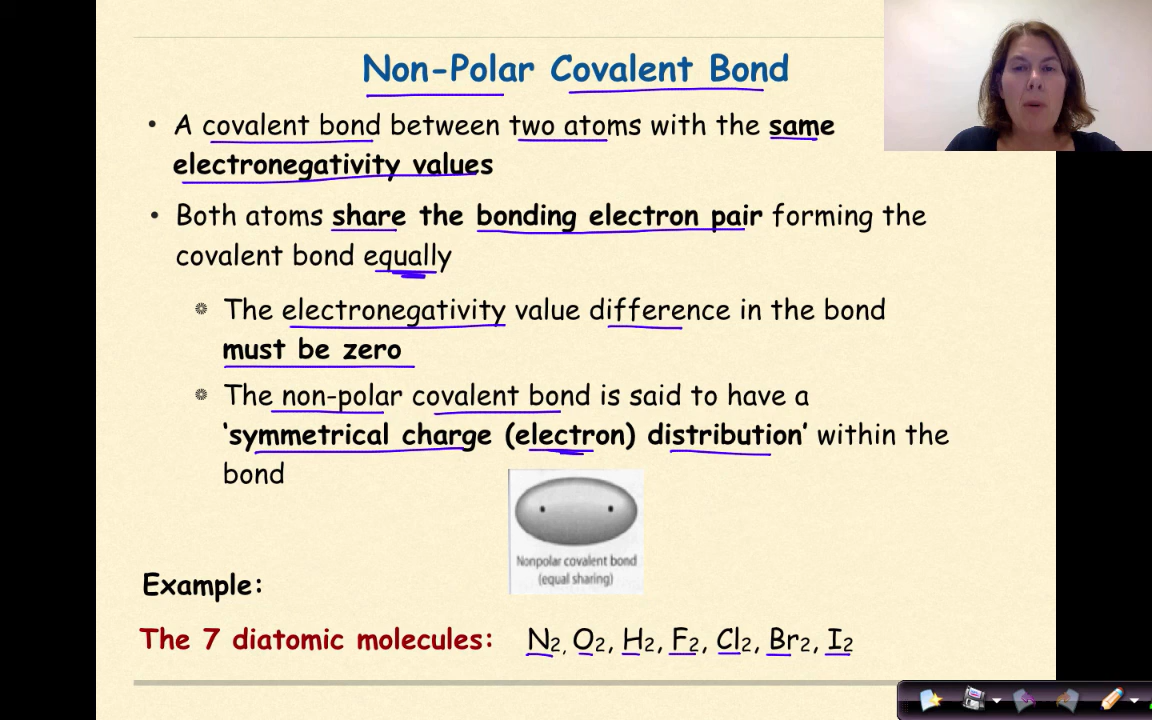 Non-Polar Covalent Bond
• A covalent bond between two atoms with the same
electronegativity values
• Both atoms share the bonding electron pair forming the
covalent bond equally
The electronegativity value difference in the bond
must be zero
The non-polar covalent bond is said to have a
‘symmetrical charge (electron) distribution’ within the
bond
Nonpolar covalent bond
(equal sharing)
Example:
The 7 diatomic molecules: N₂, O₂, H₂, F₂, Cl₂, Br₂, I₂